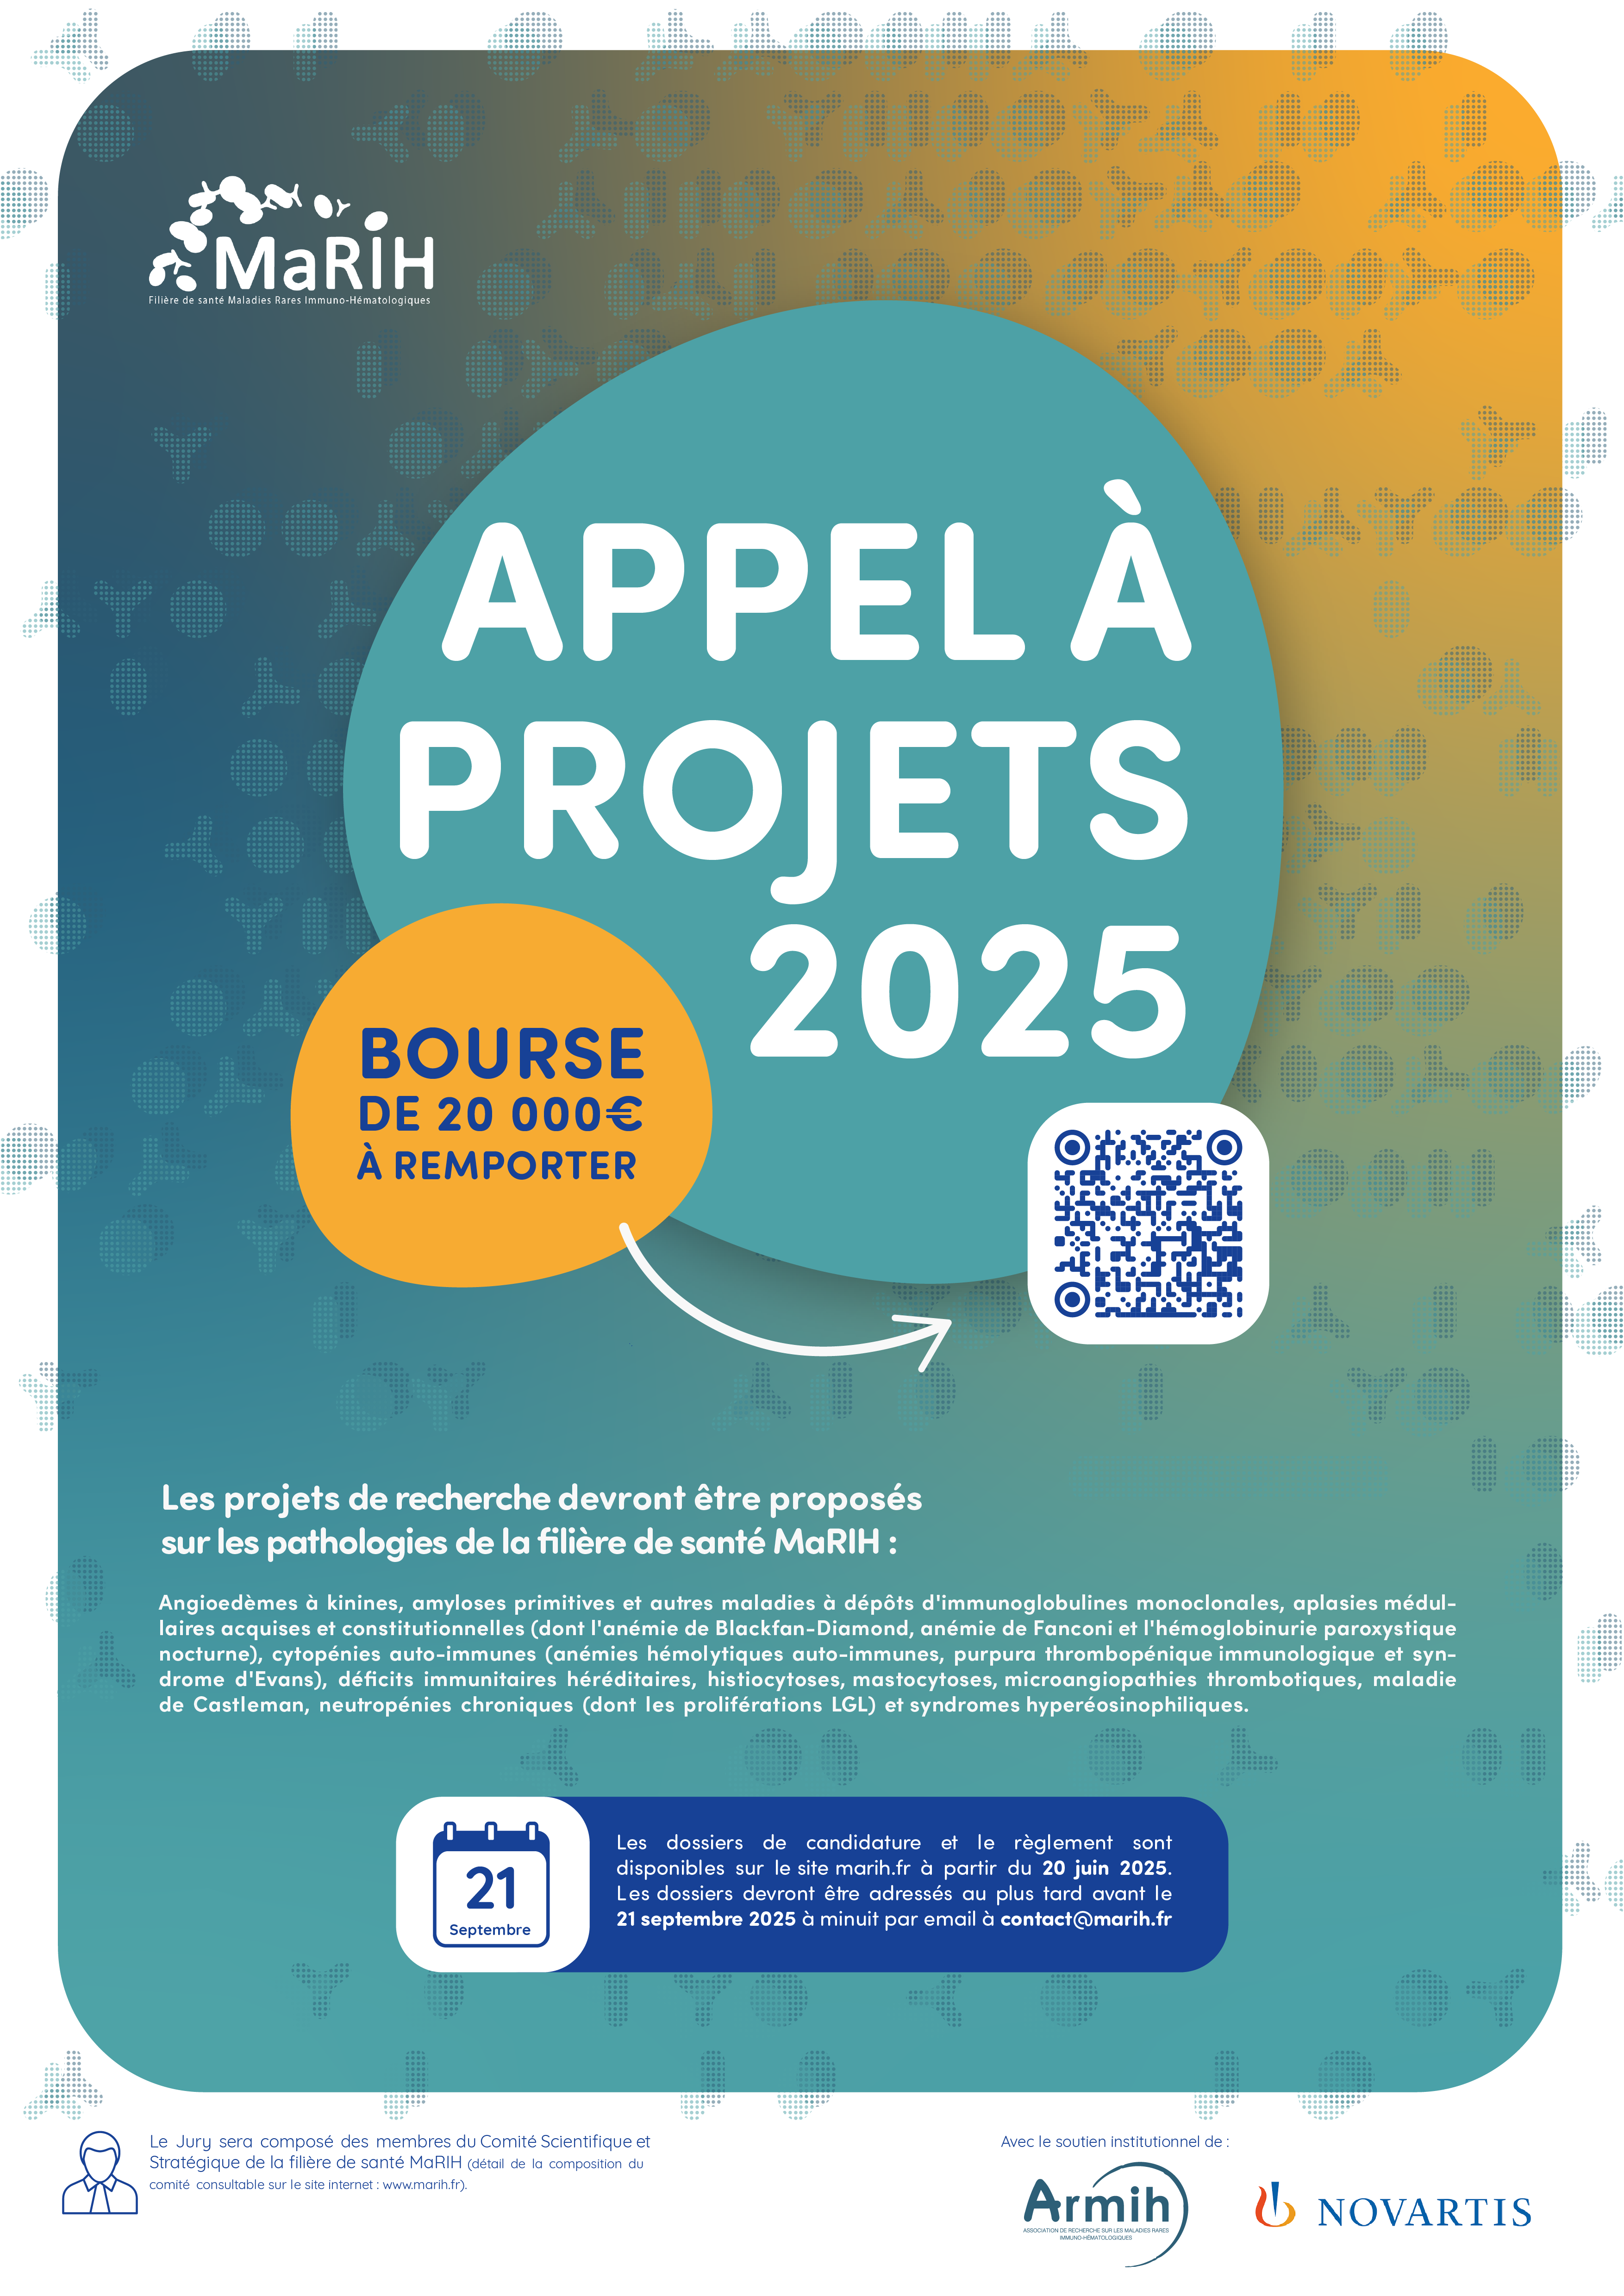 MaRIH
Filière de santé Maladies Rares Immuno-Hématologiques
APPEL À
PROJETS
2025
BOURSE
DE 20 000€
À REMPORTER
Les projets de recherche devront être proposés
sur les pathologies de la filière de santé MaRIH :
Angioedèmes à kinines, amyloses primitives et autres maladies à dépôts d'immunoglobulines monoclonales, aplasies médul-
laires acquises et constitutionnelles (dont l'anémie de Blackfan-Diamond, anémie de Fanconi et l'hémoglobinurie paroxystique
nocturne), cytopénies auto-immunes (anémies hémolytiques auto-immunes, purpura thrombopénique immunologique et syn-
drome d'Evans), déficits immunitaires héréditaires, histiocytoses, mastocytoses, microangiopathies thrombotiques, maladie
de Castleman, neutropénies chroniques (dont les proliférations LGL) et syndromes hyperéosinophiliques.
21
Septembre
Les dossiers de candidature et le règlement sont
disponibles sur le site marih.fr à partir du 20 juin 2025.
Les dossiers devront être adressés au plus tard avant le
21 septembre 2025 à minuit par email à contact@marih.fr
Le Jury sera composé des membres du Comité Scientifique et
Stratégique de la filière de santé MaRIH (détail de la composition du
comité consultable sur le site internet : www.marih.fr).
Avec le soutien institutionnel de :
Armih
ASSOCIATION DE RECHERCHE SUR LES MALADIES RARES
IMMUNO-HÉMATOLOGIQUES
NOVARTIS